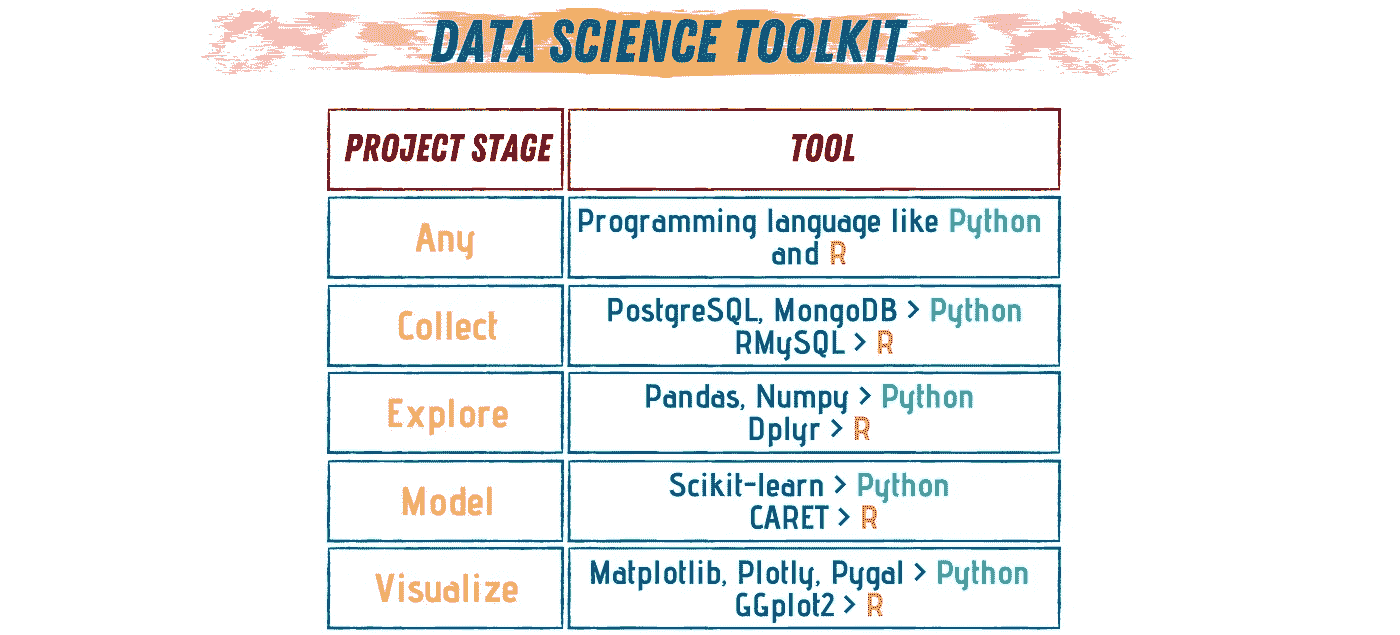 DATA SCIENCE TOOLKIT
PROJECT STAGE
TOOL
Any
Programming language like Python
and R
Collect
PostgreSQL, MongoDB > Python
RMySQL > R
Explore
Pandas, Numpy > Python
Dplyr > R
Model
Scikit-learn > Python
CARET > R
Visualize
Matplotlib, Plotly, Pygal > Python
GGplot2 > R